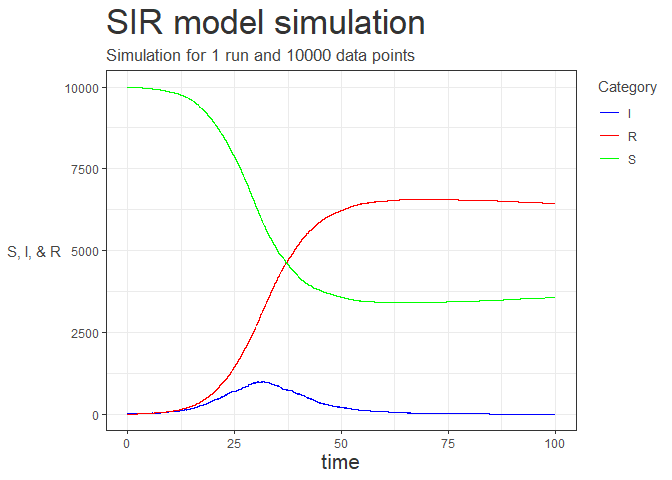 SIR model simulation
Simulation for 1 run and 10000 data points
10000
7500
5000
2500
0
S, I, & R
0 25 50 75 100
time
Category
I
R
S